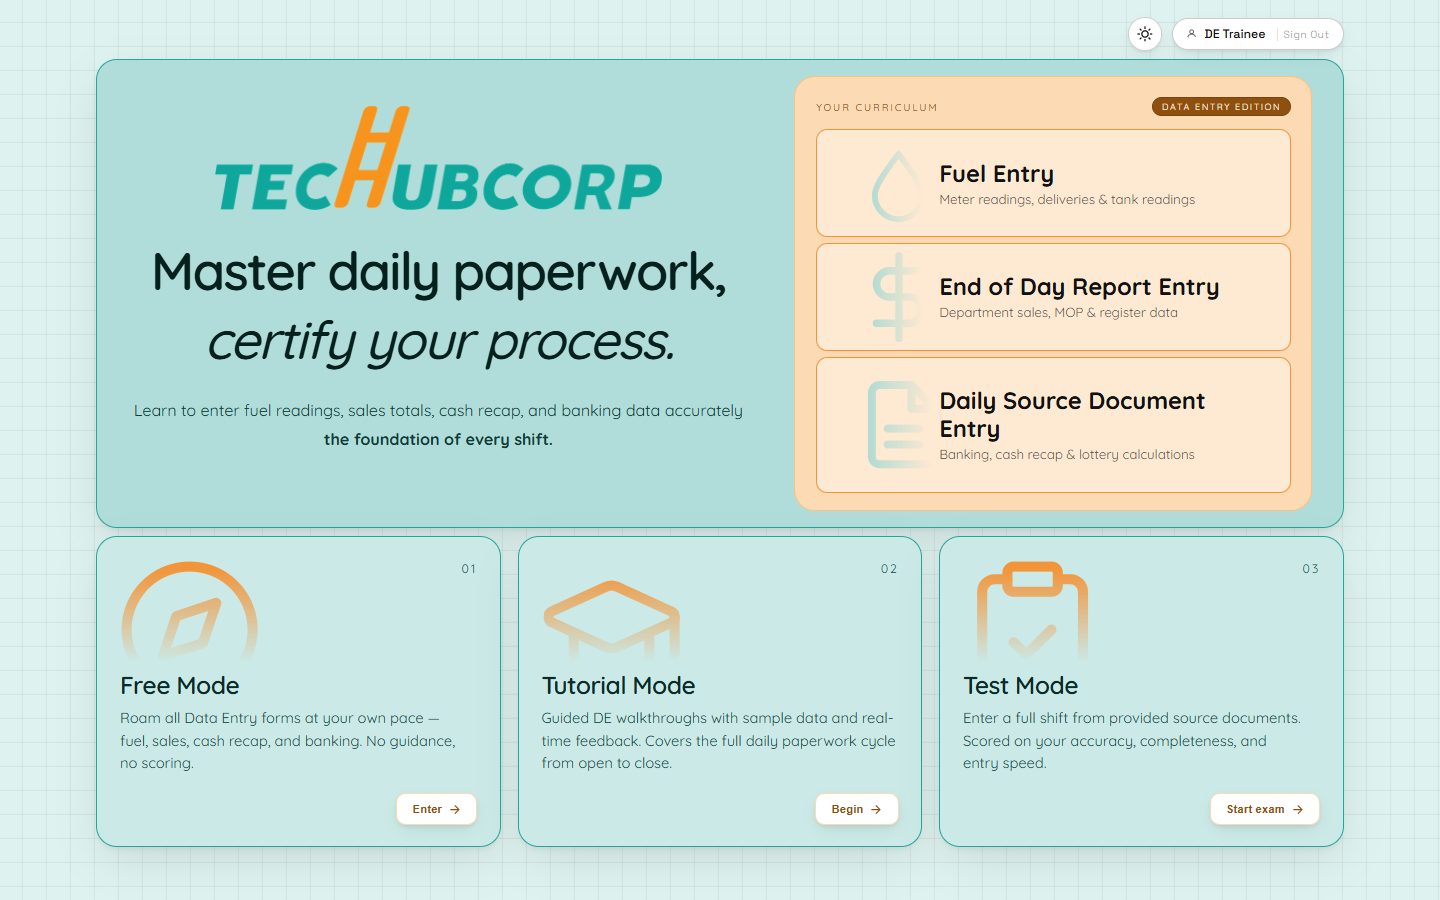 DE Trainee
Sign Out
TECHUBCORP
Master daily paperwork,
certify your process.
Learn to enter fuel readings, sales totals, cash recap, and banking data accurately
the foundation of every shift.
YOUR CURRICULUM
DATA ENTRY EDITION
Fuel Entry
Meter readings, deliveries & tank readings
End of Day Report Entry
Department sales, MOP & register data
Daily Source Document
Entry
Banking, cash recap & lottery calculations
01
Free Mode
Roam all Data Entry forms at your own pace —
fuel, sales, cash recap, and banking. No guidance,
no scoring.
Enter →
02
Tutorial Mode
Guided DE walkthroughs with sample data and real-
time feedback. Covers the full daily paperwork cycle
from open to close.
Begin →
03
Test Mode
Enter a full shift from provided source documents.
Scored on your accuracy, completeness, and
entry speed.
Start exam →